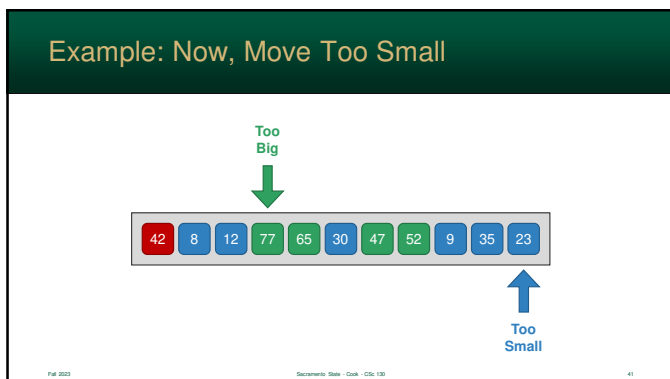 Example: Now, Move Too Small
Too
Big
42 8 12 77 65 30 47 52 9 35 23
Too
Small
Fall 2023 Sacramento State - Cook - CSc 130 41